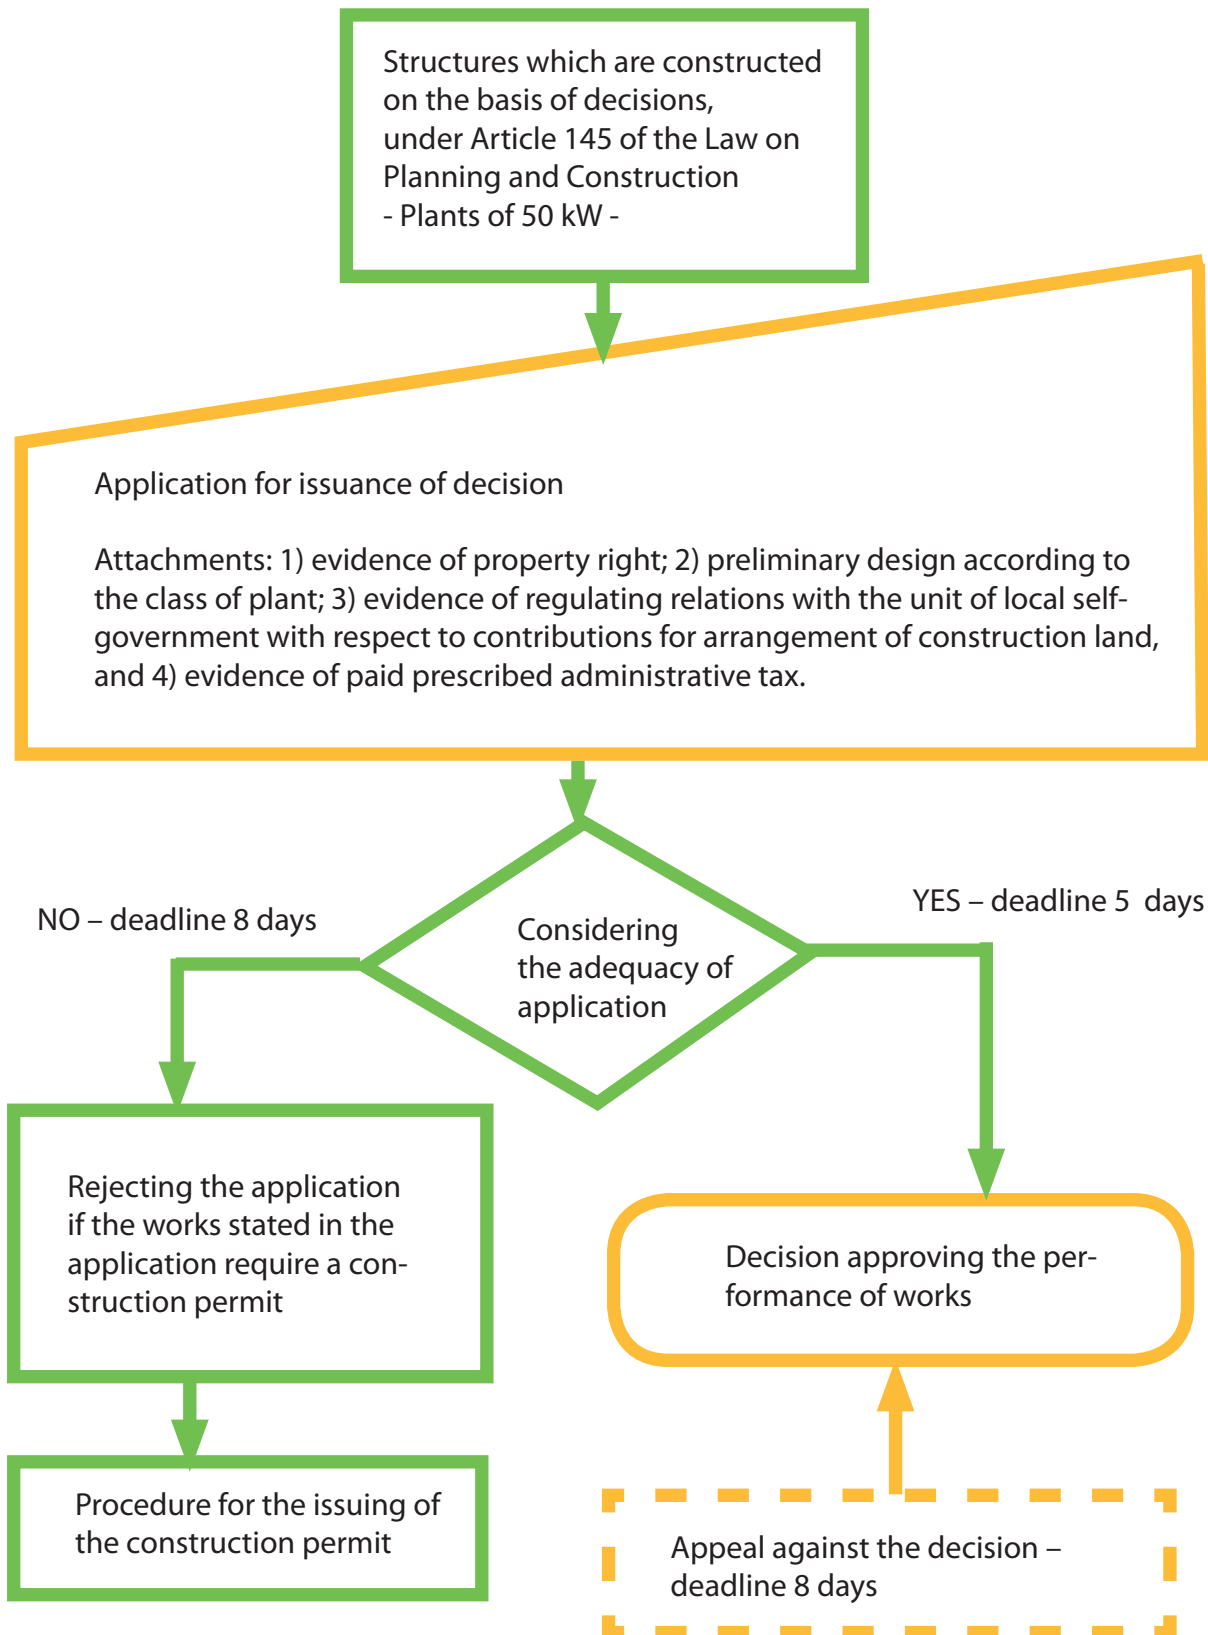 Structures which are constructed
on the basis of decisions,
under Article 145 of the Law on
Planning and Construction
- Plants of 50 kW -
Application for issuance of decision
Attachments: 1) evidence of property right; 2) preliminary design according to
the class of plant; 3) evidence of regulating relations with the unit of local self-
government with respect to contributions for arrangement of construction land,
and 4) evidence of paid prescribed administrative tax.
NO – deadline 8 days
YES – deadline 5 days
Considering
the adequacy of
application
Rejecting the application
if the works stated in the
application require a con-
struction permit
Decision approving the per-
formance of works
Procedure for the issuing of
the construction permit
Appeal against the decision –
deadline 8 days